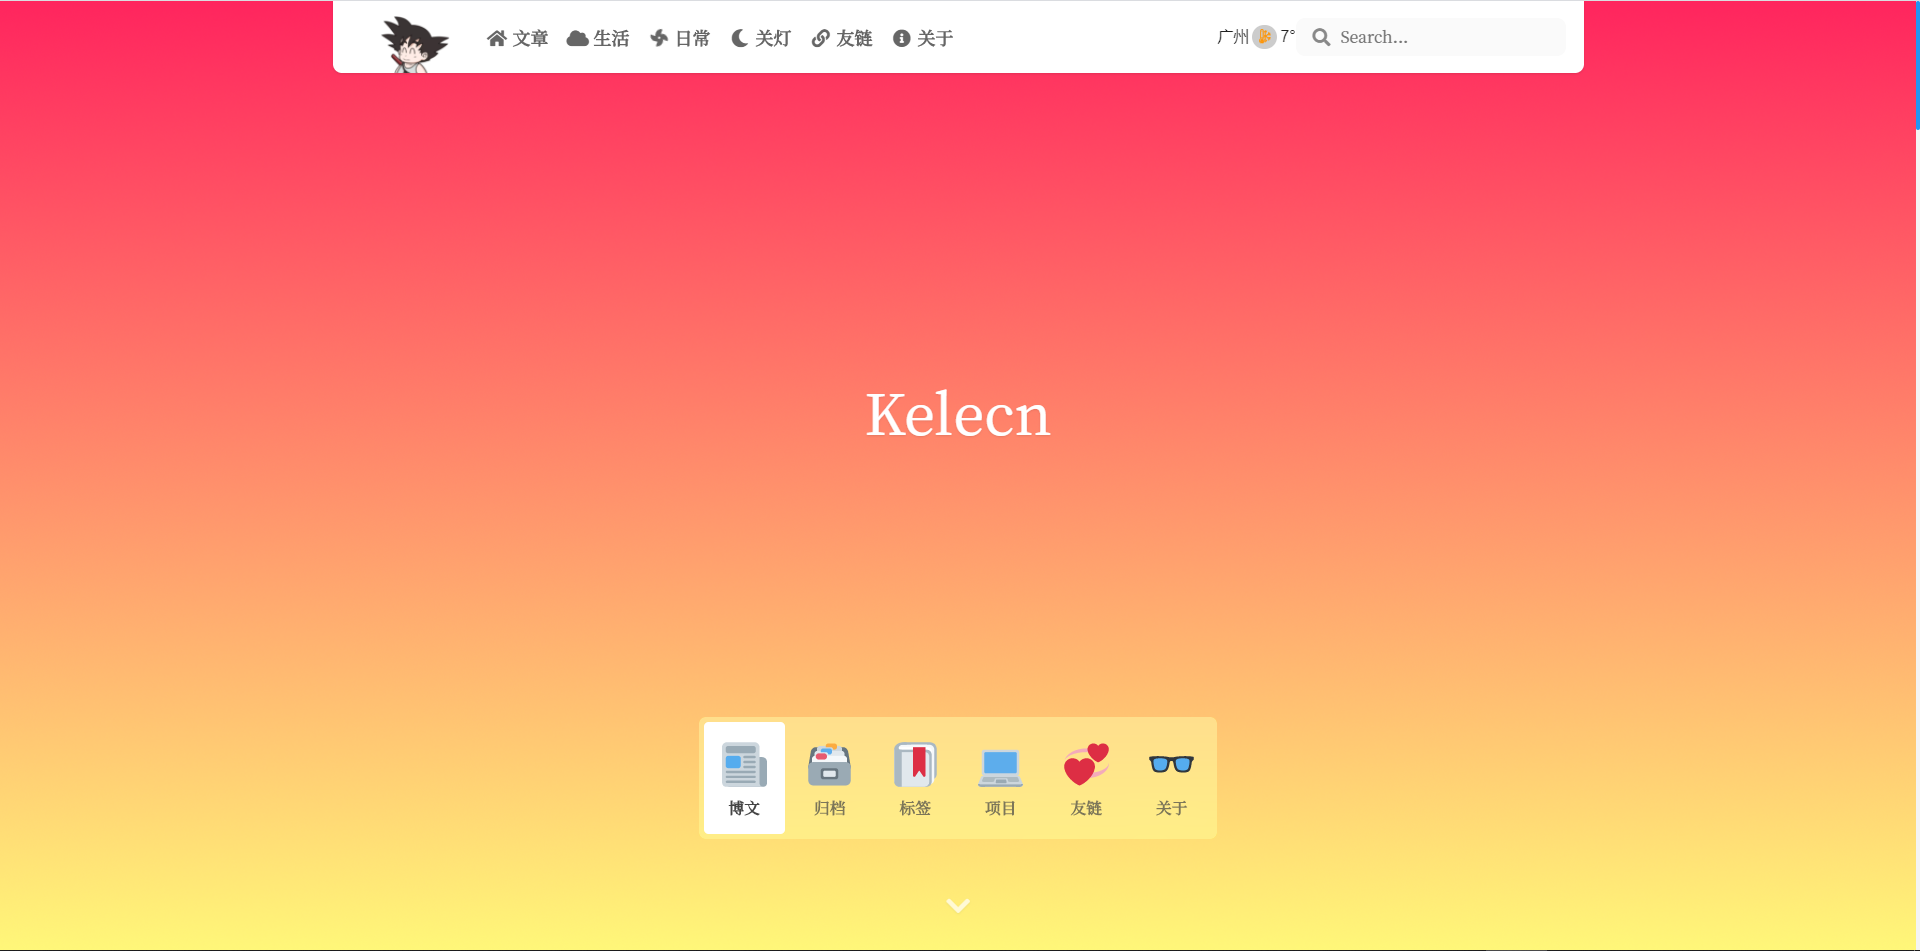 文章 生活 日常 关灯 友链 关于 广州 7° Search...
Kelecn
博文 归档 标签 项目 友链 关于